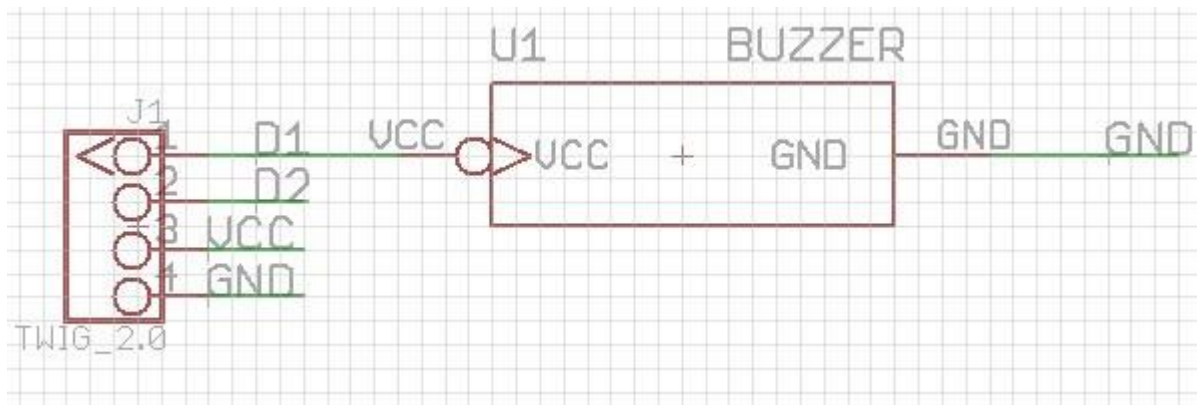 U1 BUZZER
J1
1 D1 VCC VCC GND GND GND
2 D2
3 VCC
4 GND
TWIG_2.0